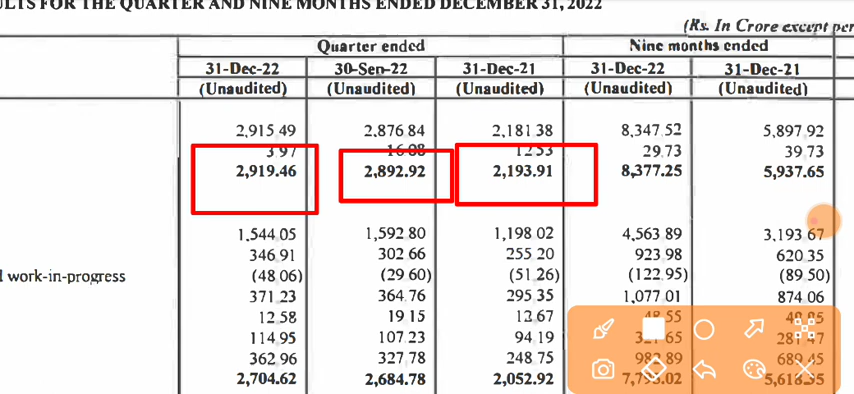 ULTS FOR THE QUARTER AND NINE MONTHS ENDED DECEMBER 31, 2022
(Rs. In Crore except per
Quarter ended Nine months ended
31-Dec-22 30-Sen-22 31-Dec-21 31-Dec-22 31-Dec-21
(Unaudited) (Unaudited) (Unaudited) (Unaudited) (Unaudited)
2,915.49 2,876.84 2,181.38 8,347.52 5,897.92
3.97 16.08 12.53 29.73 39.73
2,919.46 2,892.92 2,193.91 8,377.25 5,937.65
1,544.05 1,592.80 1,198.02 4,563.89 3,193.67
346.91 302.66 255.20 923.98 620.35
work-in-progress (48.06) (29.60) (51.26) (122.95) (89.50)
371.23 364.76 295.35 1,077.01 874.06
12.58 19.15 12.67
114.95 107.23 94.19
362.96 327.78 248.75
2,704.62 2,684.78 2,052.92